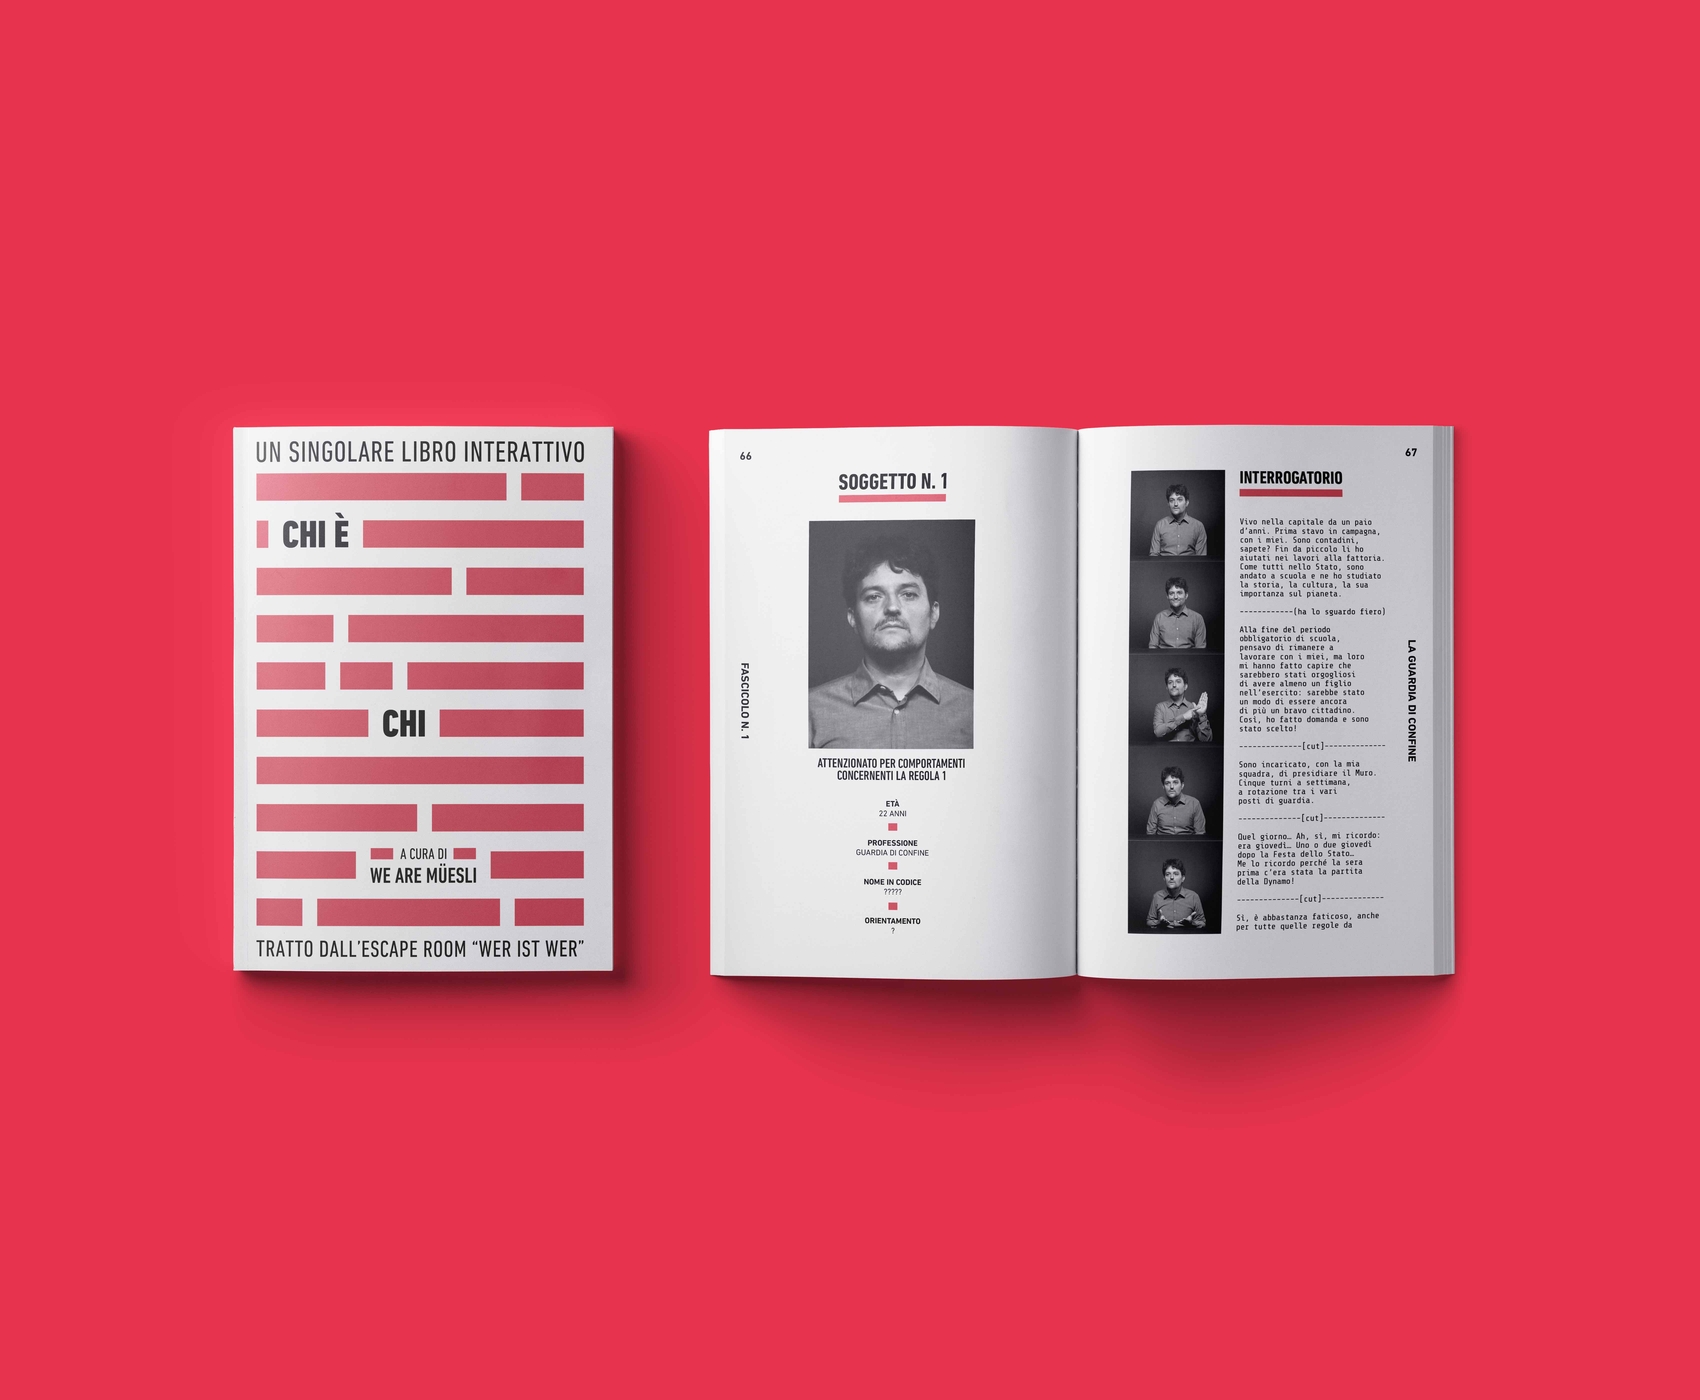 UN SINGOLARE LIBRO INTERATTIVO
CHI È
CHI
A CURA DI
WE ARE MÜESLI
TRATTO DALL'ESCAPE ROOM “WER IST WER”
66
SOGGETTO N. 1
FASCICOLO N. 1
ATTENZIONATO PER COMPORTAMENTI
CONCERNENTI LA REGOLA 1
ETÀ
22 ANNI
PROFESSIONE
GUARDIA DI CONFINE
NOME IN CODICE
?????
ORIENTAMENTO
?
67
INTERROGATORIO
Vivo nella capitale da un paio
d'anni. Prima stavo in campagna,
con i miei. Sono contadini,
sapete? Fin da piccolo li ho
aiutati nei lavori alla fattoria.
Come tutti nello Stato, sono
andato a scuola e ne ho studiato
la storia, la cultura, la sua
importanza sul pianeta.
------------(ha lo sguardo fiero)
Alla fine del periodo
obbligatorio di scuola,
pensavo di rimanere a
lavorare con i miei, ma loro
mi hanno fatto capire che
sarebbero stati orgogliosi
di avere almeno un figlio
nell'esercito: sarebbe stato
un modo di essere ancora
di più un bravo cittadino.
Così, ho fatto domanda e sono
stato scelto!
--------------[cut]--------------
Sono incaricato, con la mia
squadra, di presidiare il Muro.
Cinque turni a settimana,
a rotazione tra i vari
posti di guardia.
--------------[cut]--------------
Quel giorno… Ah, sì, mi ricordo:
era giovedì… Uno o due giovedì
dopo la Festa dello Stato…
Me lo ricordo perché la sera
prima c'era stata la partita
della Dynamo!
--------------[cut]--------------
Sì, è abbastanza faticoso, anche
per tutte quelle regole da
LA GUARDIA DI CONFINE